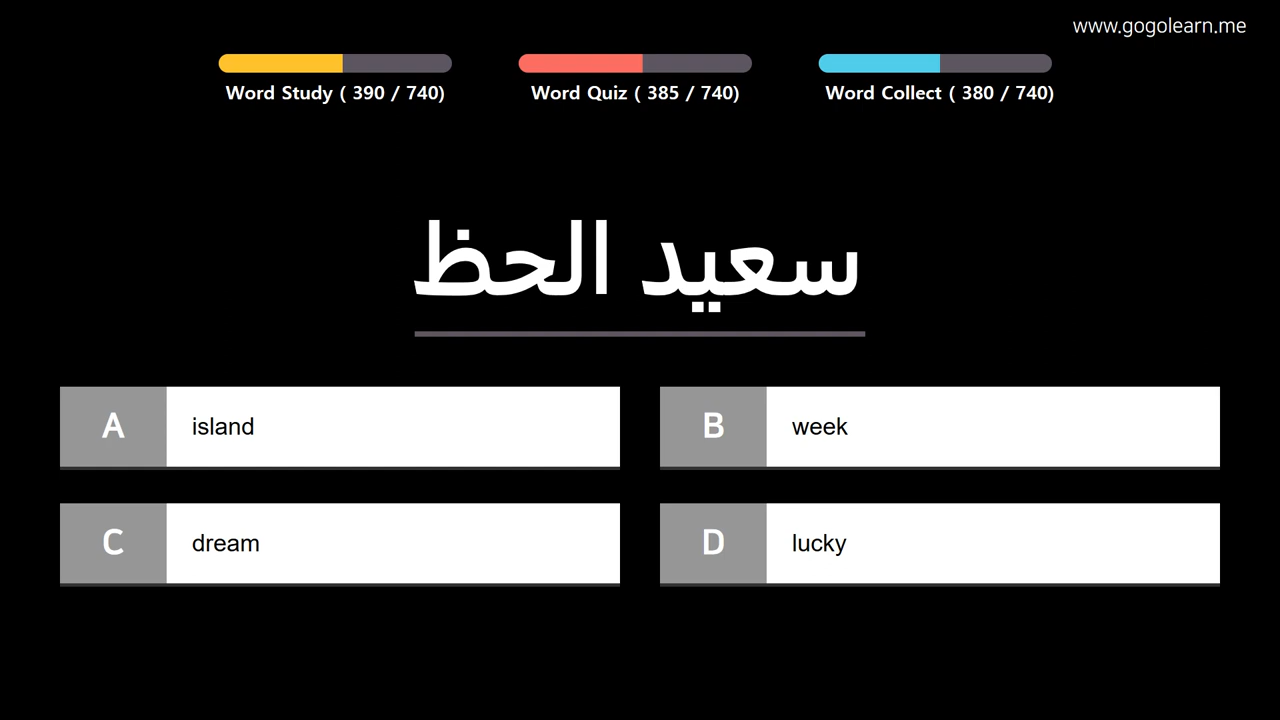 www.gogolearn.me
Word Study ( 390 / 740)
Word Quiz ( 385 / 740)
Word Collect ( 380 / 740)
سعيد الحظ
A island
B week
C dream
D lucky